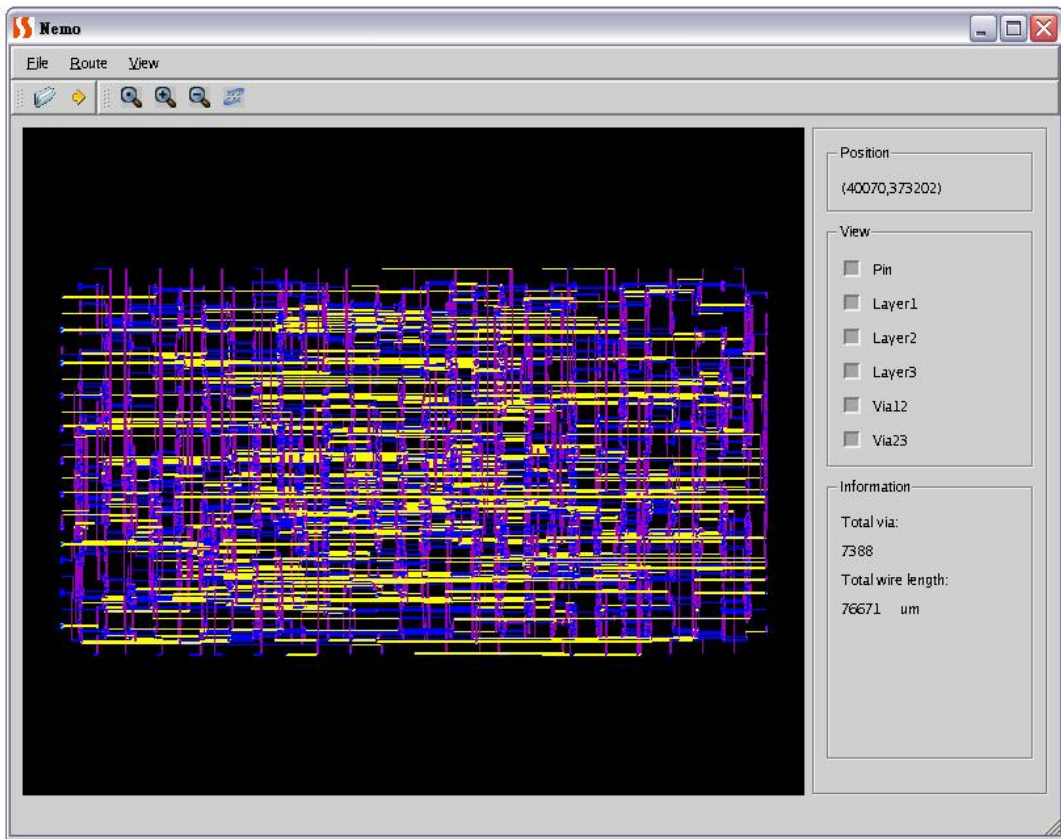 Nemo
File Route View
Position
(40070,373202)
View
Pin
Layer1
Layer2
Layer3
Via12
Via23
Information
Total via:
7388
Total wire length:
76671 um